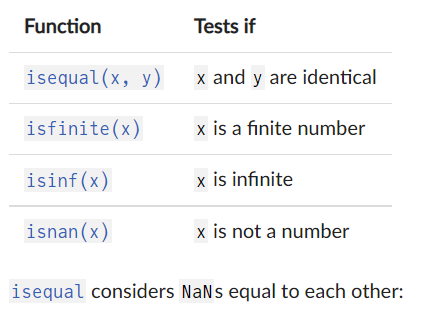 Function Tests if
isequal(x, y) x and y are identical
isfinite(x) x is a finite number
isinf(x) x is infinite
isnan(x) x is not a number
isequal considers NaNs equal to each other: